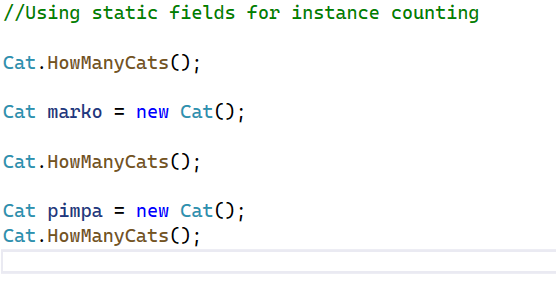 //Using static fields for instance counting
Cat.HowManyCats();
Cat marko = new Cat();
Cat.HowManyCats();
Cat pimpa = new Cat();
Cat.HowManyCats();